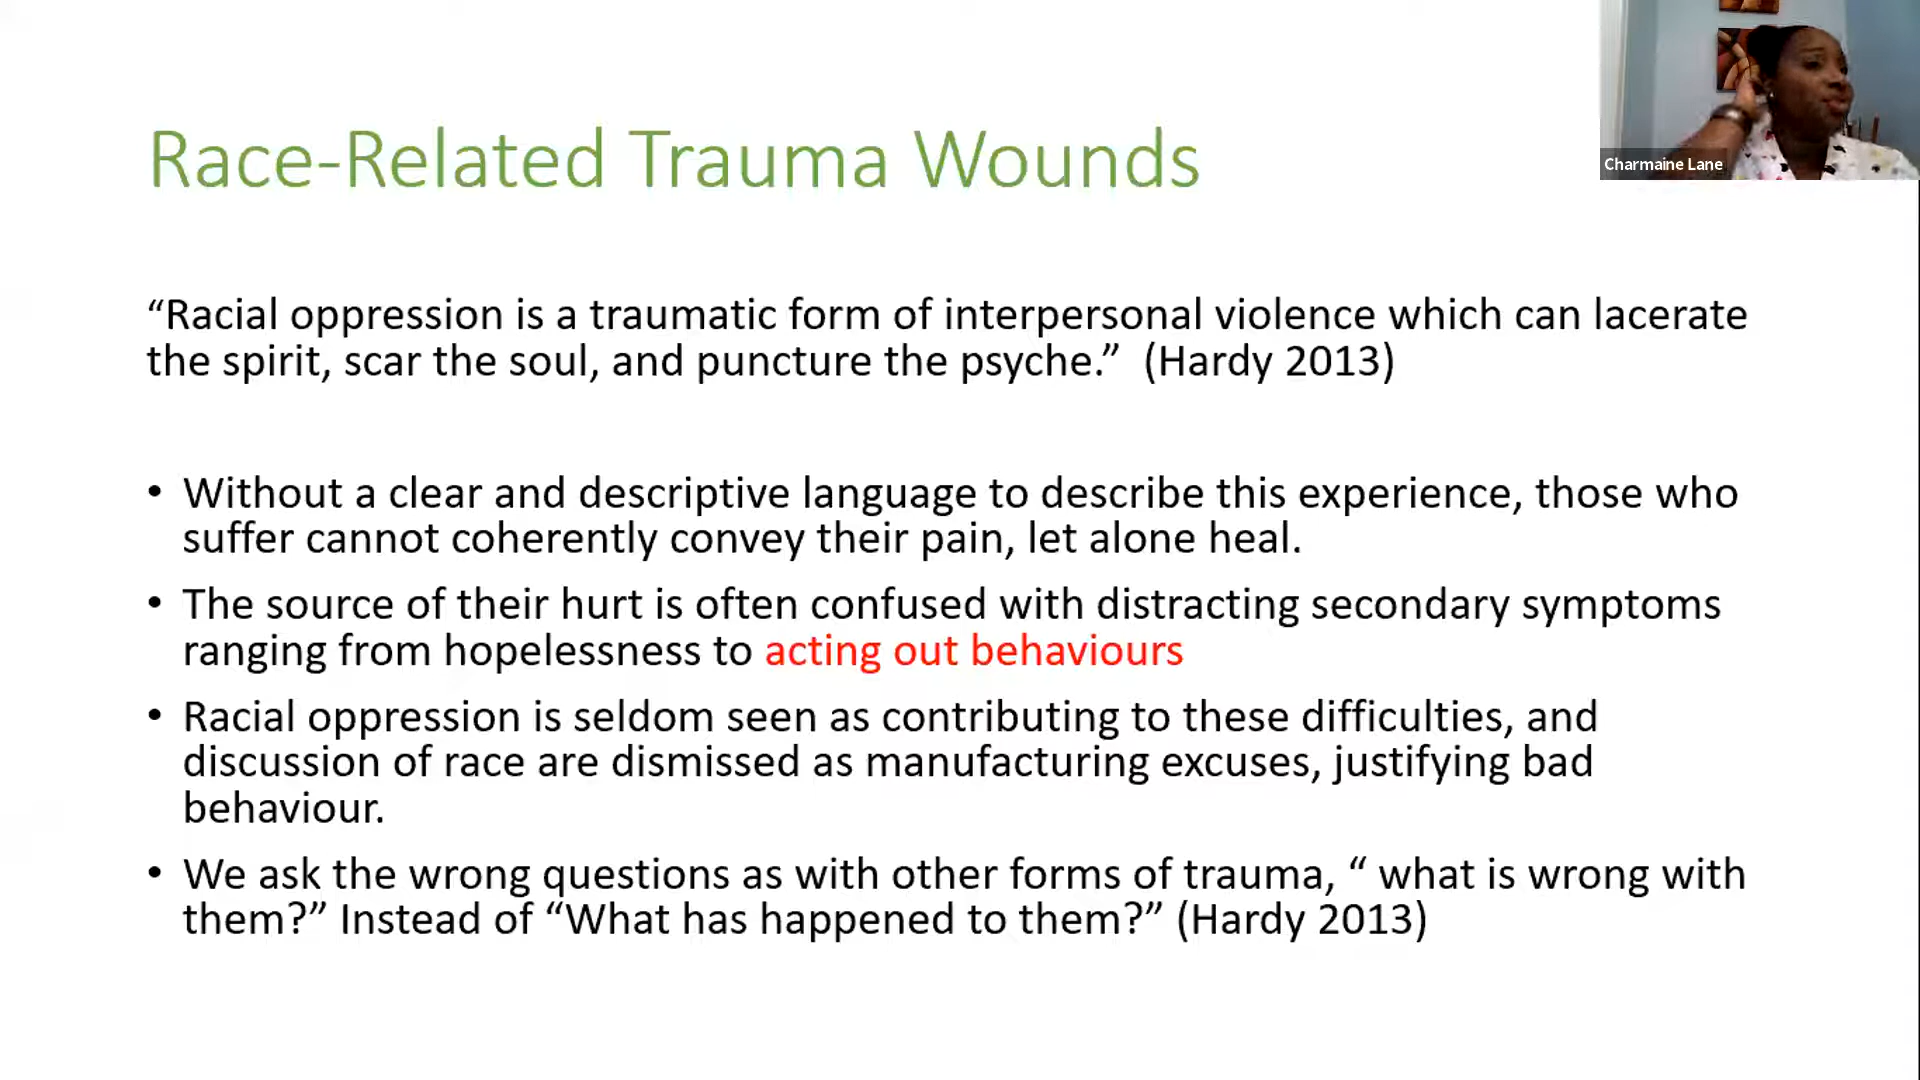 Charmaine Lane
Race-Related Trauma Wounds
“Racial oppression is a traumatic form of interpersonal violence which can lacerate
the spirit, scar the soul, and puncture the psyche.”  (Hardy 2013)
• Without a clear and descriptive language to describe this experience, those who
suffer cannot coherently convey their pain, let alone heal.
• The source of their hurt is often confused with distracting secondary symptoms
ranging from hopelessness to acting out behaviours
• Racial oppression is seldom seen as contributing to these difficulties, and
discussion of race are dismissed as manufacturing excuses, justifying bad
behaviour.
• We ask the wrong questions as with other forms of trauma, “ what is wrong with
them?” Instead of “What has happened to them?” (Hardy 2013)